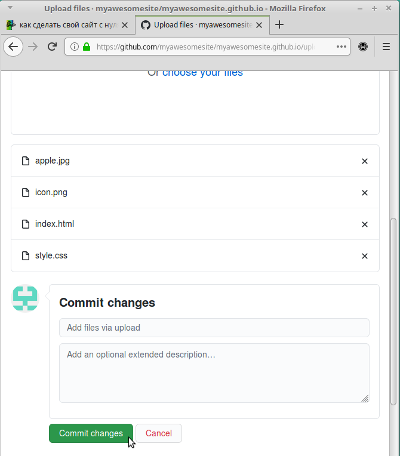 Upload files · myawesomesite/myawesomesite.github.io - Mozilla Firefox
как сделать свой сайт с нул
Upload files · myawesomesite
https://github.com/myawesomesite/myawesomesite.github.io/upl
Or choose your files
apple.jpg
icon.png
index.html
style.css
Commit changes
Add files via upload
Add an optional extended description...
Commit changes
Cancel